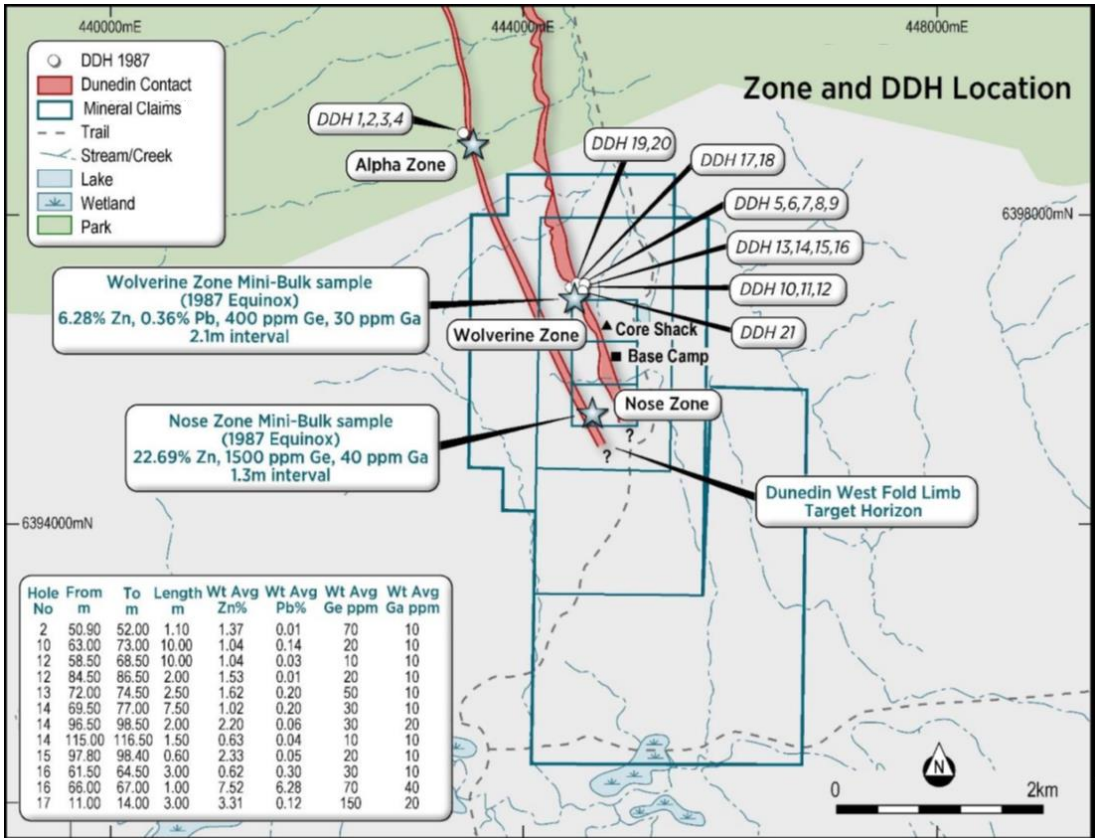 440000mE
444000mE
448000mE
DDH 1987
Dunedin Contact
Mineral Claims
Trail
Stream/Creek
Lake
Wetland
Park
Zone and DDH Location
DDH 1,2,3,4
Alpha Zone
DDH 19,20
DDH 17,18
DDH 5,6,7,8,9
DDH 13,14,15,16
DDH 10,11,12
DDH 21
6398000mN
Wolverine Zone Mini-Bulk sample
(1987 Equinox)
6.28% Zn, 0.36% Pb, 400 ppm Ge, 30 ppm Ga
2.1m interval
Wolverine Zone
Core Shack
Base Camp
Nose Zone
Nose Zone Mini-Bulk sample
(1987 Equinox)
22.69% Zn, 1500 ppm Ge, 40 ppm Ga
1.3m interval
?
?
Dunedin West Fold Limb
Target Horizon
6394000mN
Hole From To Length Wt Avg Wt Avg Wt Avg Wt Avg
No m m m Zn% Pb% Ge ppm Ga ppm
2 50.90 52.00 1.10 1.37 0.01 70 10
10 63.00 73.00 10.00 1.04 0.14 20 10
12 58.50 68.50 10.00 1.04 0.03 10 10
12 84.50 86.50 2.00 1.53 0.01 20 10
13 72.00 74.50 2.50 1.62 0.20 50 10
14 69.50 77.00 7.50 1.02 0.20 30 10
14 96.50 98.50 2.00 2.20 0.06 30 20
14 115.00 116.50 1.50 0.63 0.04 10 10
15 97.80 98.40 0.60 2.33 0.05 20 10
16 61.50 64.50 3.00 0.62 0.30 30 10
16 66.00 67.00 1.00 7.52 6.28 70 40
17 11.00 14.00 3.00 3.31 0.12 150 20
N
0 2km